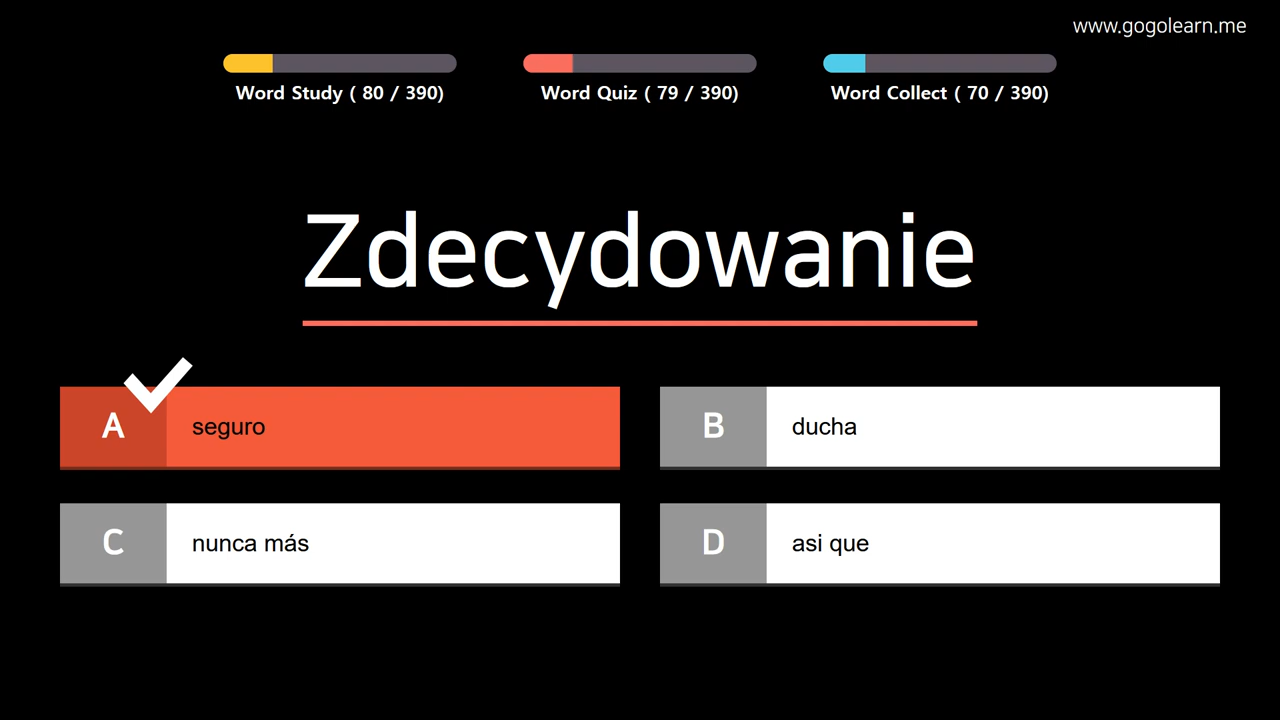 www.gogolearn.me
Word Study ( 80 / 390)
Word Quiz ( 79 / 390)
Word Collect ( 70 / 390)
Zdecydowanie
A seguro
B ducha
C nunca más
D asi que